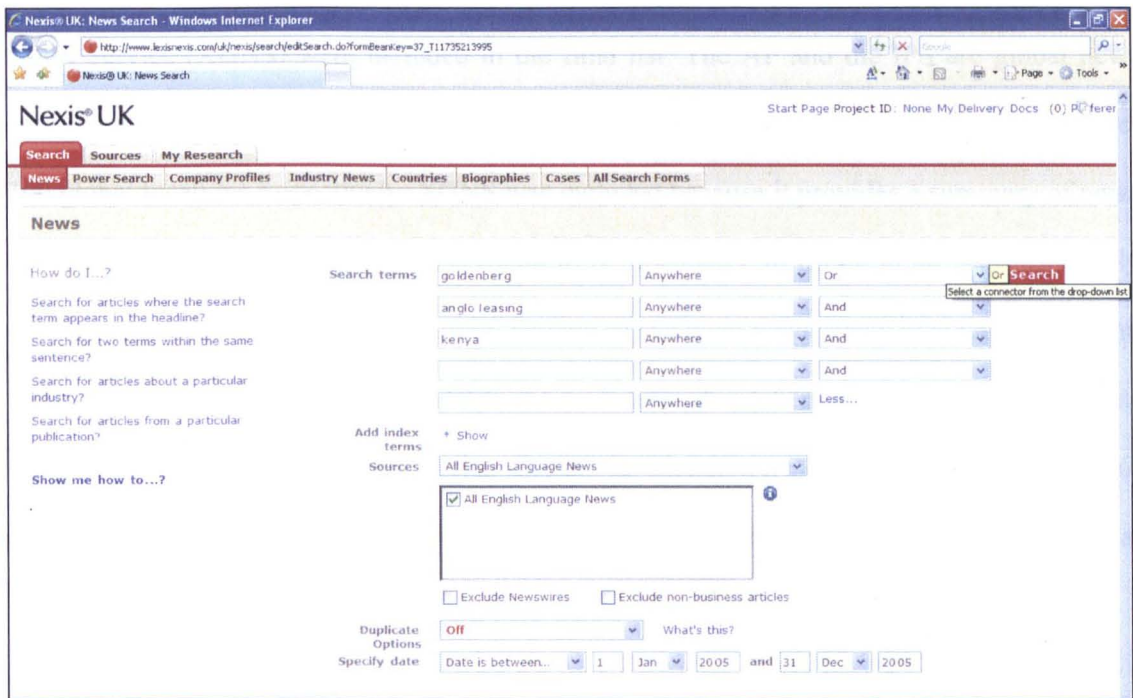 Nexis® UK: News Search - Windows Internet Explorer
http://www.lexisnexis.com/uk/nexis/search/editSearch.do?formBeanKey=37_T11735213995
Google
Nexis® UK: News Search
Page Tools
Nexis® UK
Start Page Project ID: None My Delivery Docs (0)
Search Sources My Research
News Power Search Company Profiles Industry News Countries Biographies Cases All Search Forms
News
How do I...?
Search for articles where the search
term appears in the headline?
Search for two terms within the same
sentence?
Search for articles about a particular
industry?
Search for articles from a particular
publication?
Show me how to...?
Search terms goldenberg Anywhere Or Or Search
Select a connector from the drop-down list
anglo leasing Anywhere And
kenya Anywhere And
Anywhere And
Anywhere Less...
Add index
terms
+ Show
Sources All English Language News
All English Language News
Exclude Newswires Exclude non-business articles
Duplicate
Options
Off What's this?
Specify date Date is between... 1 Jan 2005 and 31 Dec 2005